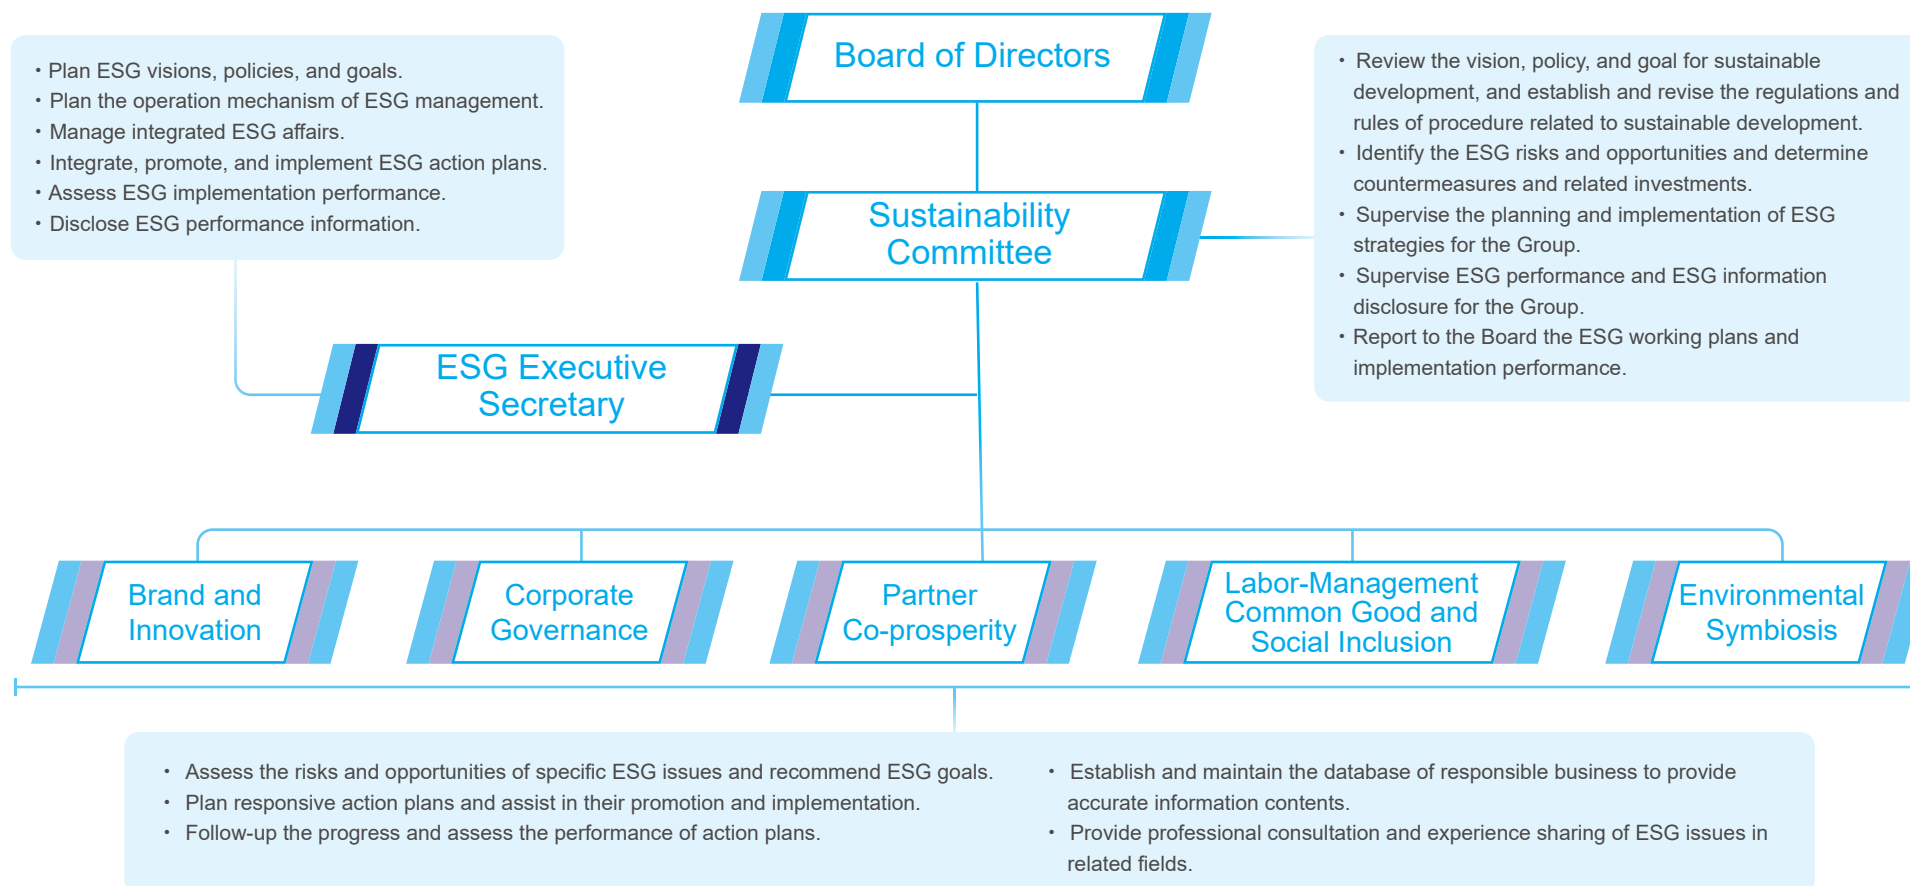 Board of Directors
• Plan ESG visions, policies, and goals.
• Plan the operation mechanism of ESG management.
• Manage integrated ESG affairs.
• Integrate, promote, and implement ESG action plans.
• Assess ESG implementation performance.
• Disclose ESG performance information.
• Review the vision, policy, and goal for sustainable
development, and establish and revise the regulations and
rules of procedure related to sustainable development.
• Identify the ESG risks and opportunities and determine
countermeasures and related investments.
• Supervise the planning and implementation of ESG
strategies for the Group.
• Supervise ESG performance and ESG information
disclosure for the Group.
• Report to the Board the ESG working plans and
implementation performance.
Sustainability
Committee
ESG Executive
Secretary
Brand and
Innovation
Corporate
Governance
Partner
Co-prosperity
Labor-Management
Common Good and
Social Inclusion
Environmental
Symbiosis
• Assess the risks and opportunities of specific ESG issues and recommend ESG goals.
• Plan responsive action plans and assist in their promotion and implementation.
• Follow-up the progress and assess the performance of action plans.
• Establish and maintain the database of responsible business to provide
accurate information contents.
• Provide professional consultation and experience sharing of ESG issues in
related fields.